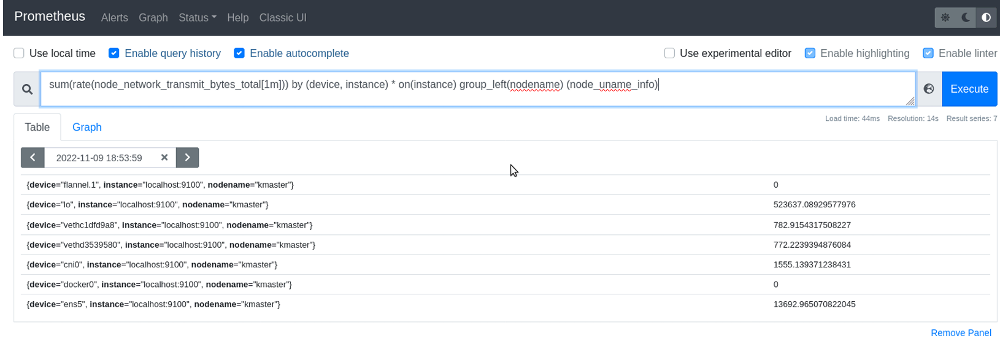 Prometheus Alerts Graph Status Help Classic UI
Use local time Enable query history Enable autocomplete Use experimental editor Enable highlighting Enable linter
sum(rate(node_network_transmit_bytes_total[1m])) by (device, instance) * on(instance) group_left(nodename) (node_uname_info)
Execute
Load time: 44ms Resolution: 14s Result series: 7
Table Graph
2022-11-09 18:53:59
{device="flannel.1", instance="localhost:9100", nodename="kmaster"} 0
{device="lo", instance="localhost:9100", nodename="kmaster"} 523637.08929577976
{device="vethc1dfd9a8", instance="localhost:9100", nodename="kmaster"} 782.9154317508227
{device="vethd3539580", instance="localhost:9100", nodename="kmaster"} 772.2239394876084
{device="cni0", instance="localhost:9100", nodename="kmaster"} 1555.139371238431
{device="docker0", instance="localhost:9100", nodename="kmaster"} 0
{device="ens5", instance="localhost:9100", nodename="kmaster"} 13692.965070822045
Remove Panel